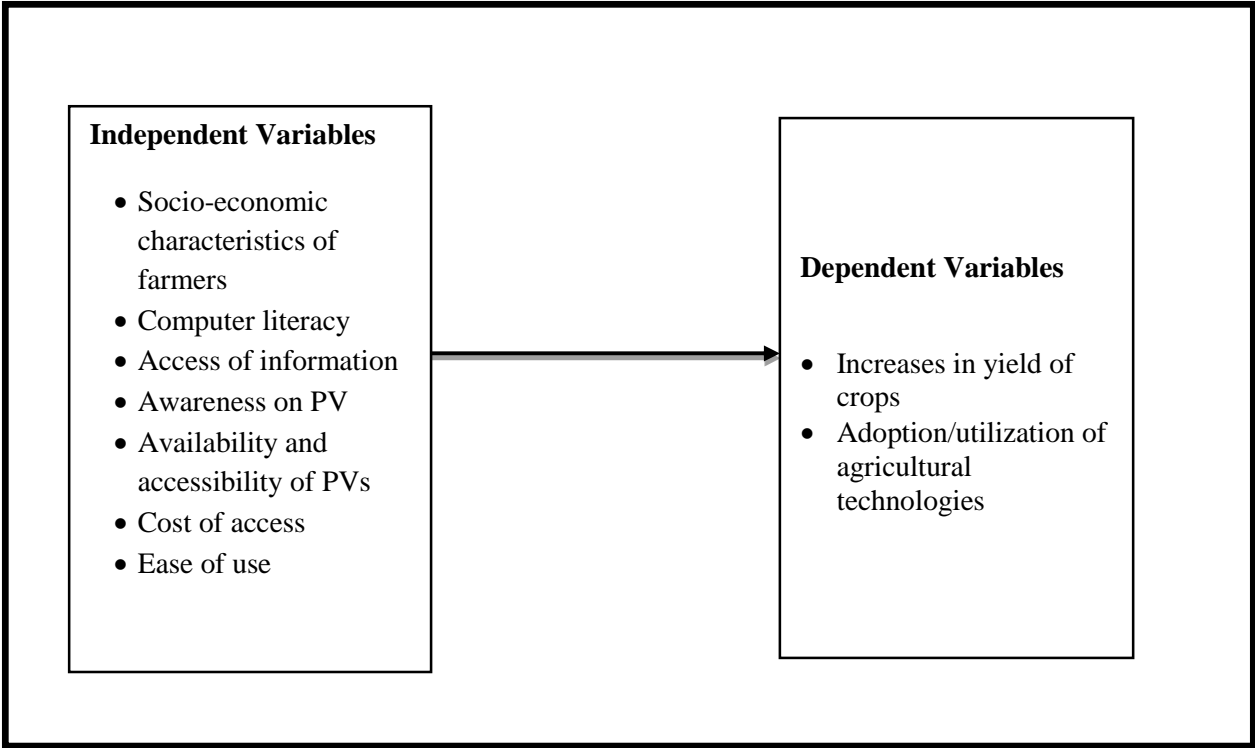 Independent Variables
• Socio-economic
characteristics of
farmers
• Computer literacy
• Access of information
• Awareness on PV
• Availability and
accessibility of PVs
• Cost of access
• Ease of use
Dependent Variables
• Increases in yield of
crops
• Adoption/utilization of
agricultural
technologies